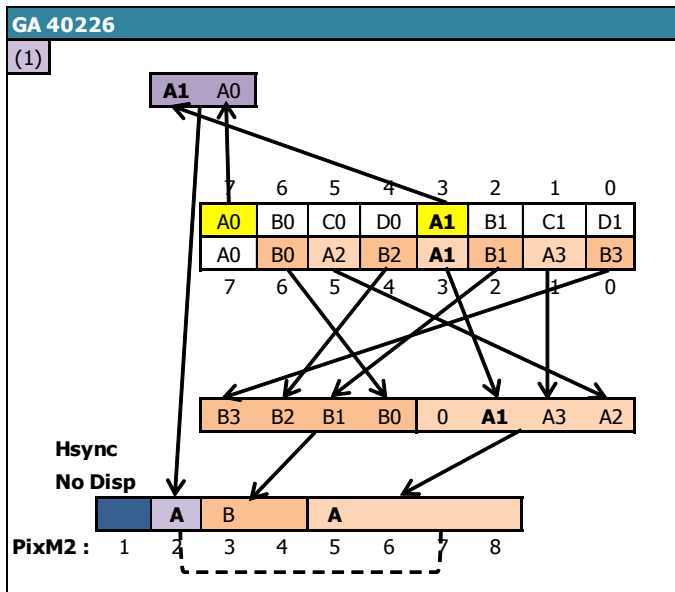 GA 40226
(1)
A1 A0
7 6 5 4 3 2 1 0
A0 B0 C0 D0 A1 B1 C1 D1
A0 B0 A2 B2 A1 B1 A3 B3
7 6 5 4 3 2 1 0
B3 B2 B1 B0 0 A1 A3 A2
Hsync
No Disp
A B A
PixM2 : 1 2 3 4 5 6 7 8